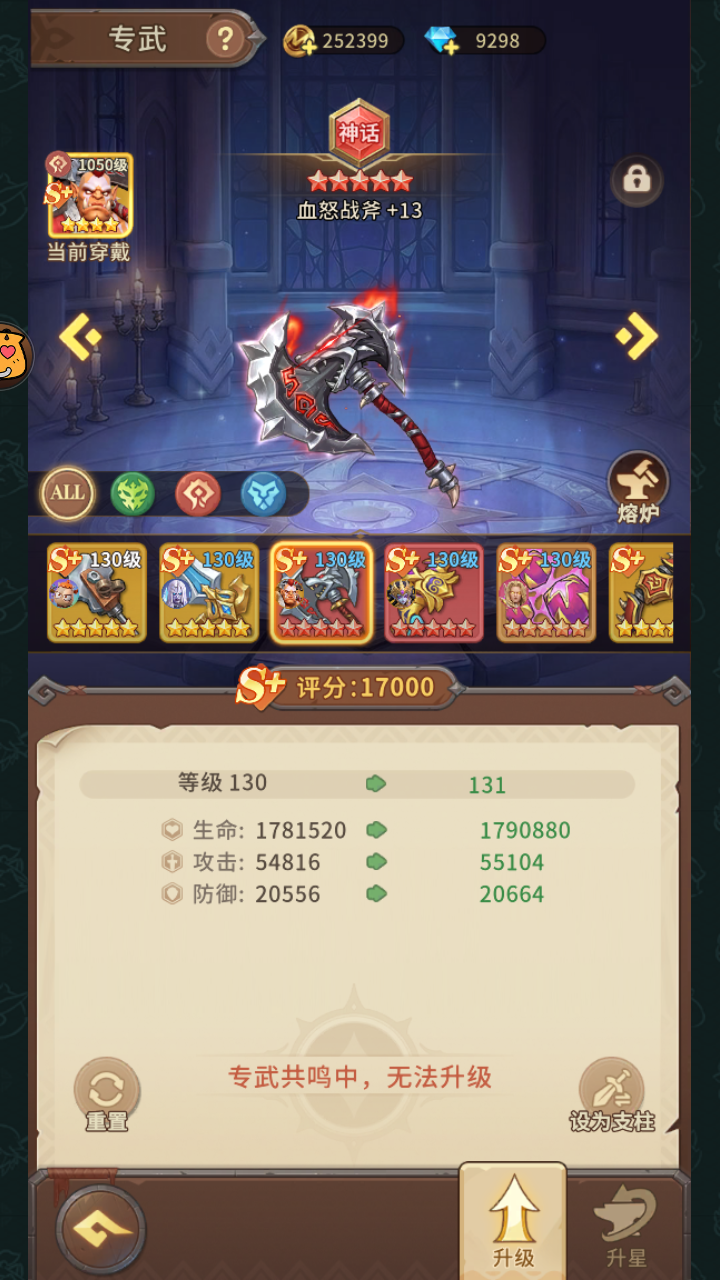 专武
?
252399
9298
神话
1050级
S+
血怒战斧 +13
当前穿戴
ALL
熔炉
S+ 130级
S+ 130级
S+ 130级
S+ 130级
S+ 130级
S+
S+ 评分:17000
等级 130
131
生命: 1781520
1790880
攻击: 54816
55104
防御: 20556
20664
专武共鸣中，无法升级
重置
设为支柱
升级
升星